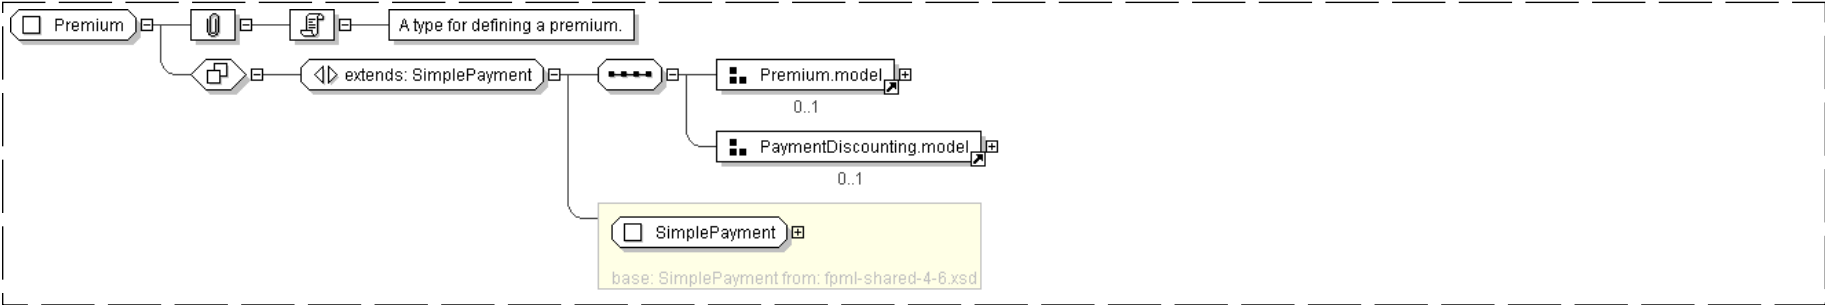 Premium
A type for defining a premium.
extends: SimplePayment
Premium.model
0..1
PaymentDiscounting.model
0..1
SimplePayment
base: SimplePayment from: fpml-shared-4-6.xsd